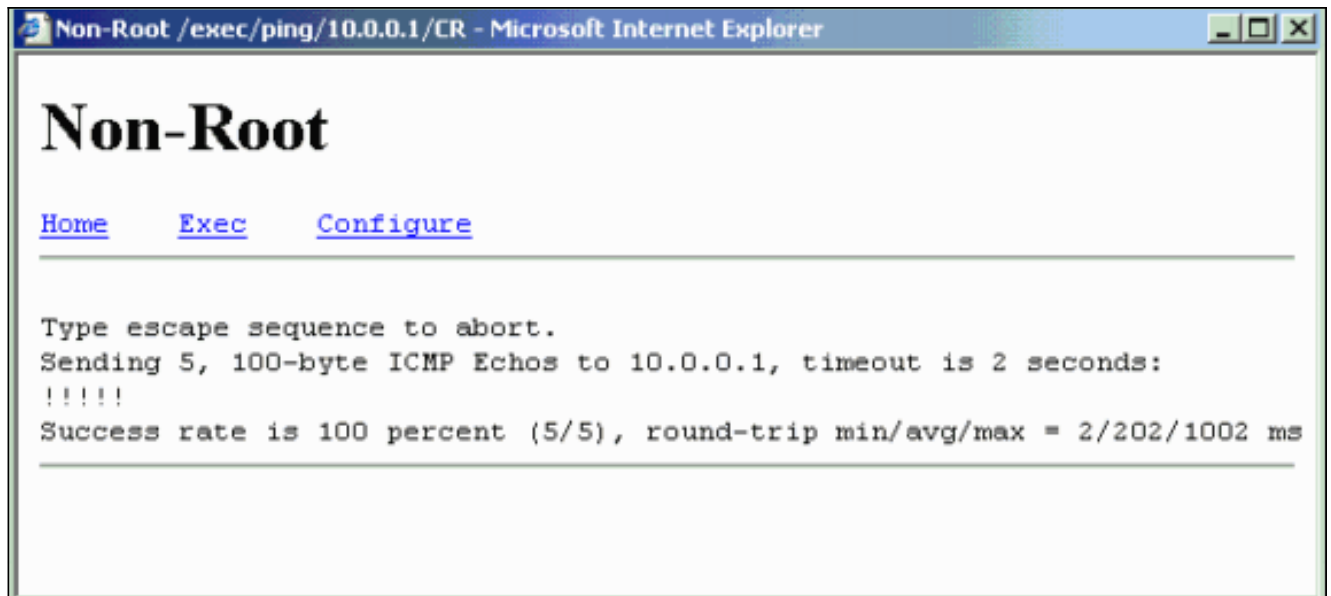 Non-Root /exec/ping/10.0.0.1/CR - Microsoft Internet Explorer
Non-Root
Home Exec Configure
Type escape sequence to abort.
Sending 5, 100-byte ICMP Echos to 10.0.0.1, timeout is 2 seconds:
!!!!!
Success rate is 100 percent (5/5), round-trip min/avg/max = 2/202/1002 ms